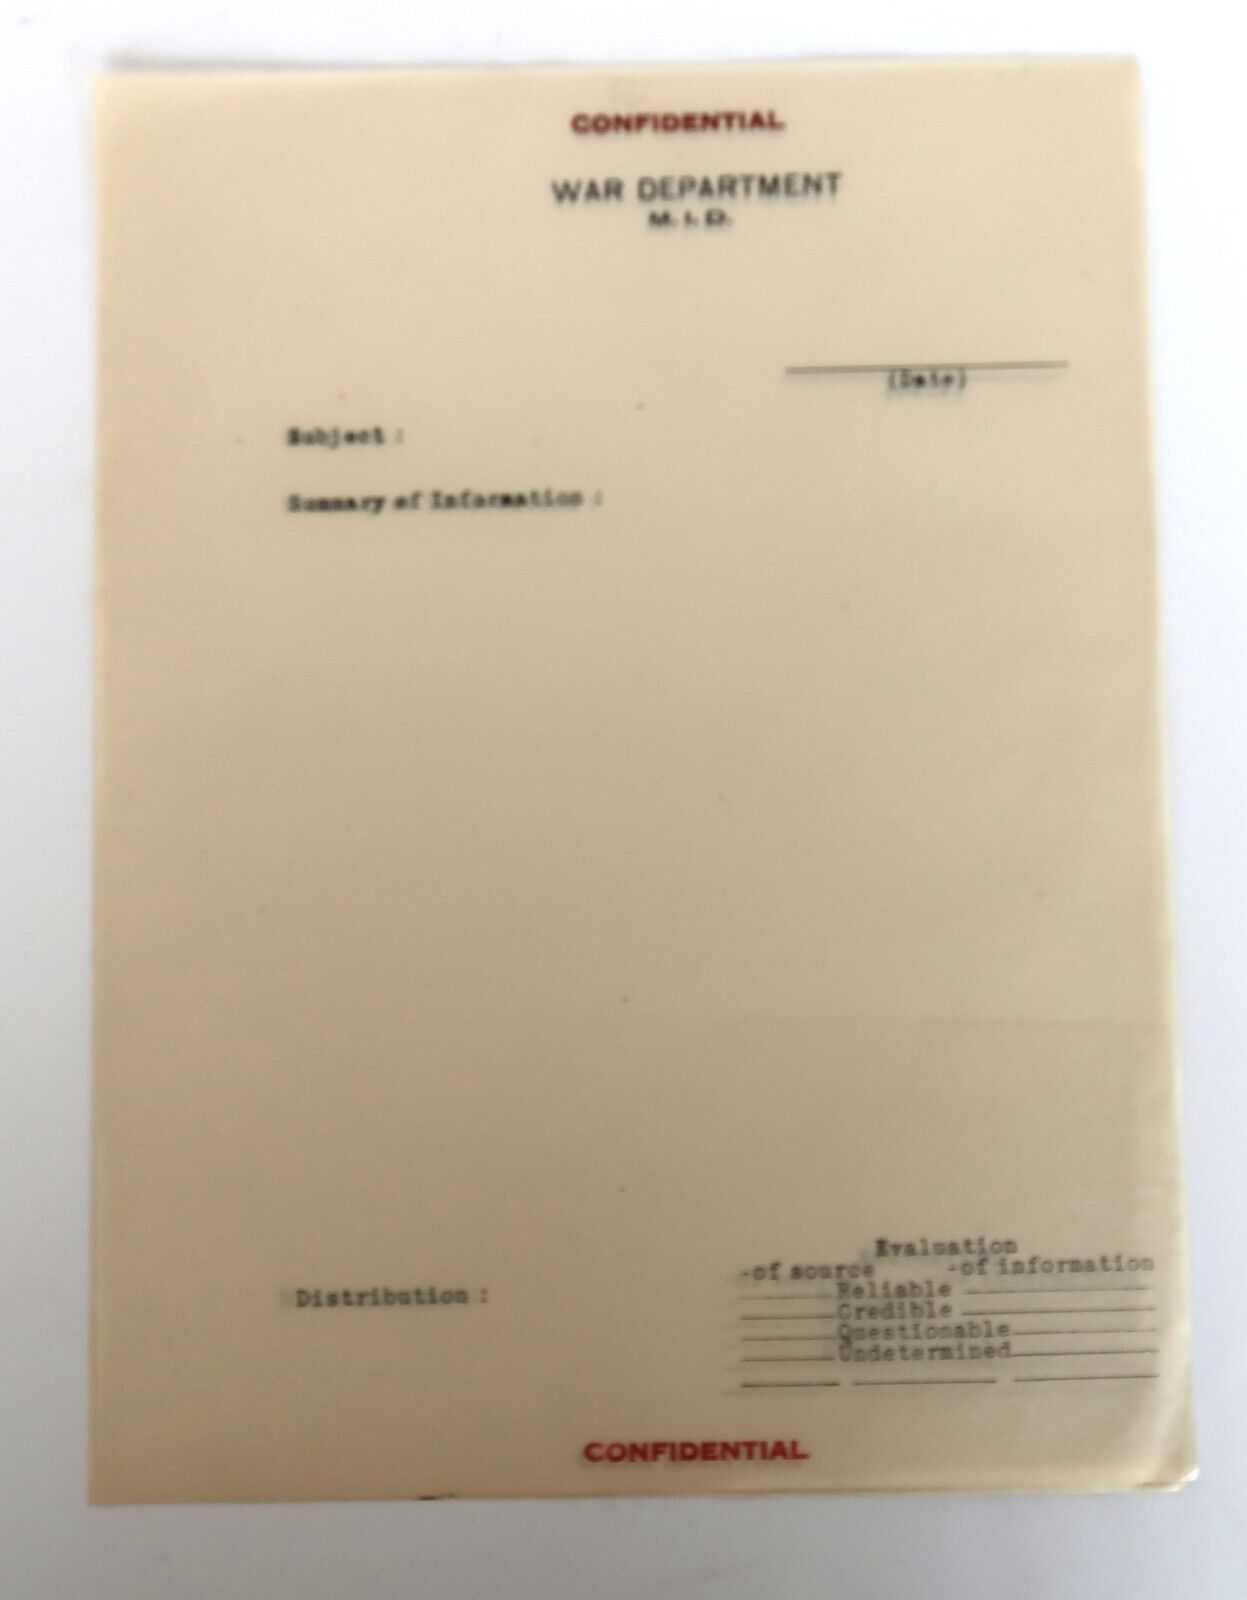 CONFIDENTIAL
WAR DEPARTMENT
M. I. D.
(Date)
Subject :
Summary of Information :
Evaluation
-of source -of information
Distribution :
Reliable
Credible
Questionable
Undetermined
CONFIDENTIAL